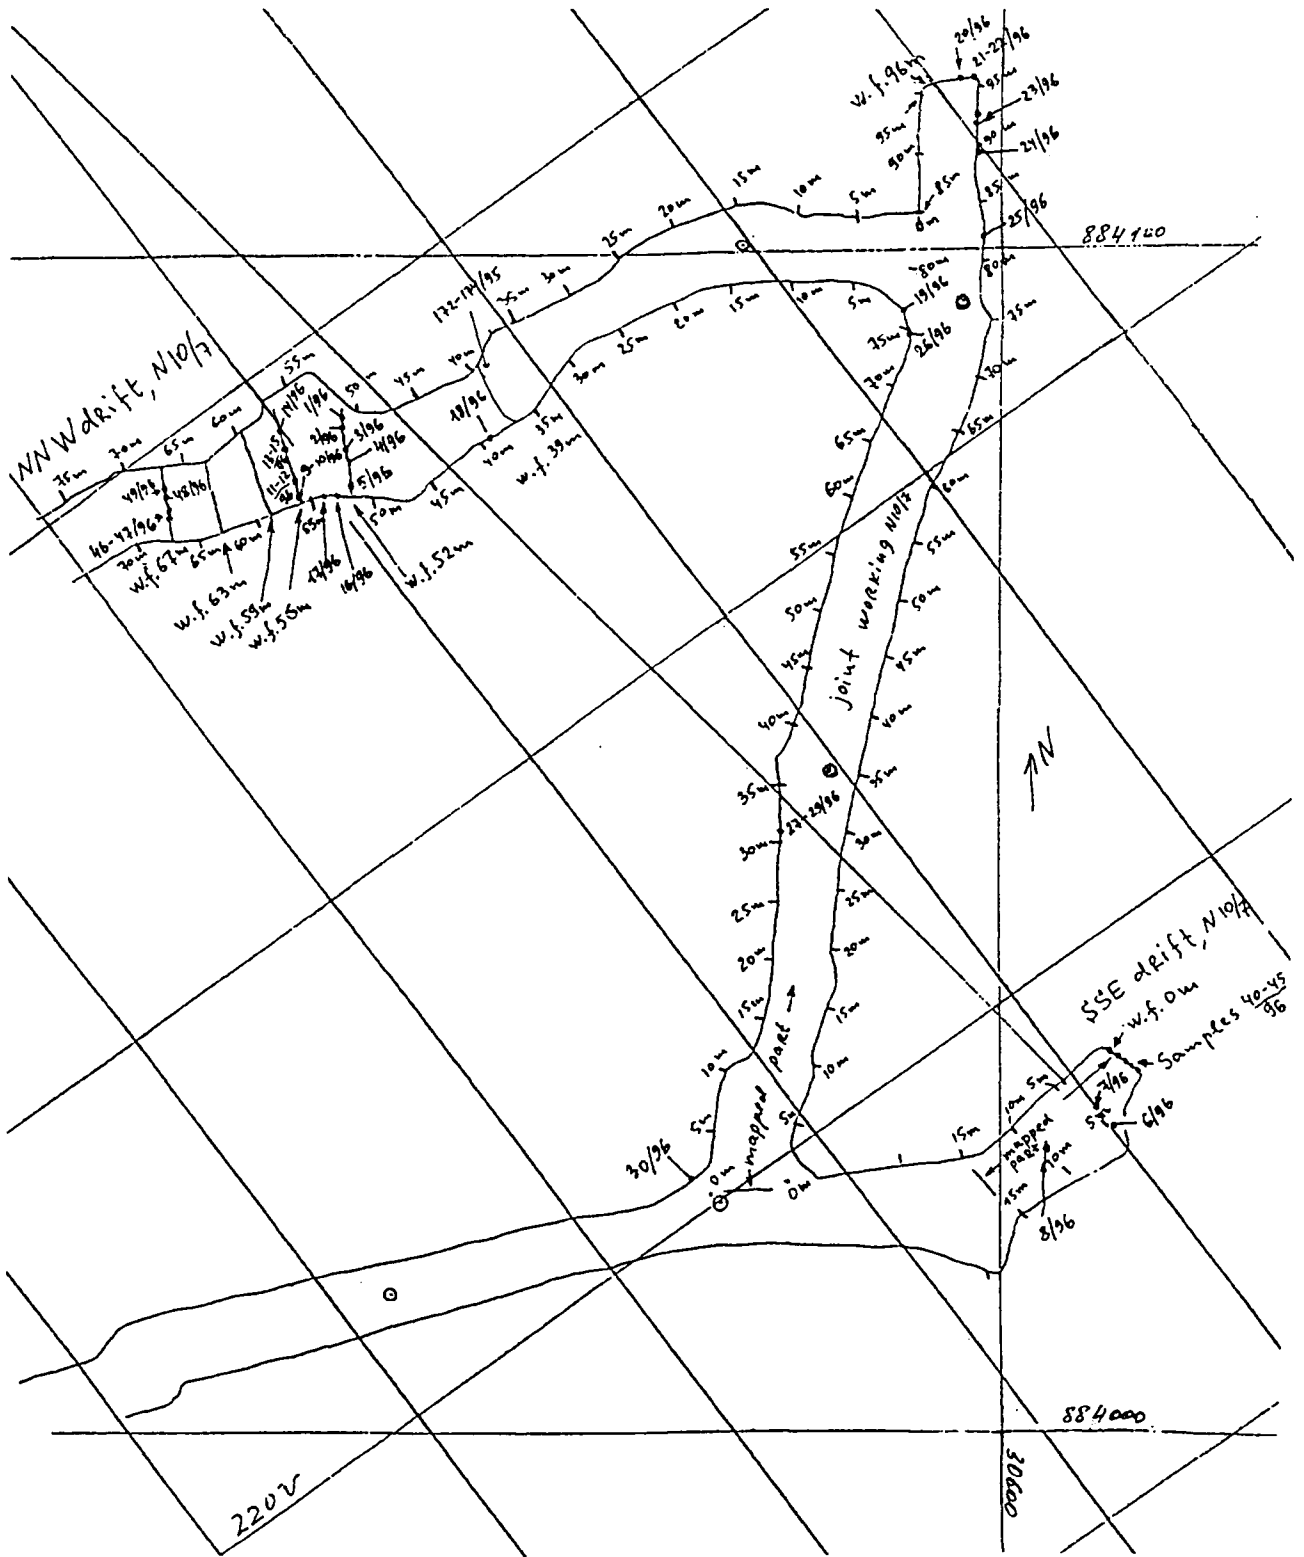 20/96
21-22/96
w.f. 96m
95m
23/96
95m
90m
90m
24/96
85m
85m
0m
25/96
884100
80m
80m
15m
10m
5m
20m
25m
30m
35m
40m
45m
50m
55m
60m
65m
70m
75m
NNW drift, N10/7
19/96
75m
26/96
75m
70m
70m
5m
10m
15m
20m
25m
30m
35m
w.f. 39m
40m
18/96
45m
50m
55m
60m
65m
70m
14/96
1/96
2/96
3/96
4/96
5/96
9-10/96
11-12
96
48/96
46-47/96
w.f. 67m
w.f. 63m
w.f. 59m
w.f. 52m
17/96
16/96
65m
65m
60m
60m
55m
55m
50m
50m
45m
45m
40m
40m
joint working N10/7
35m
35m
27-29/96
30m
30m
25m
25m
20m
20m
15m
15m
10m
10m
5m
5m
mapped part
0m
0m
30/96
N
SSE drift, N10/7
w.f. 0m
Samples 40-45
96
7/96
5m
6/96
5m
10m
15m
mapped
part
10m
15m
8/96
884000
30600